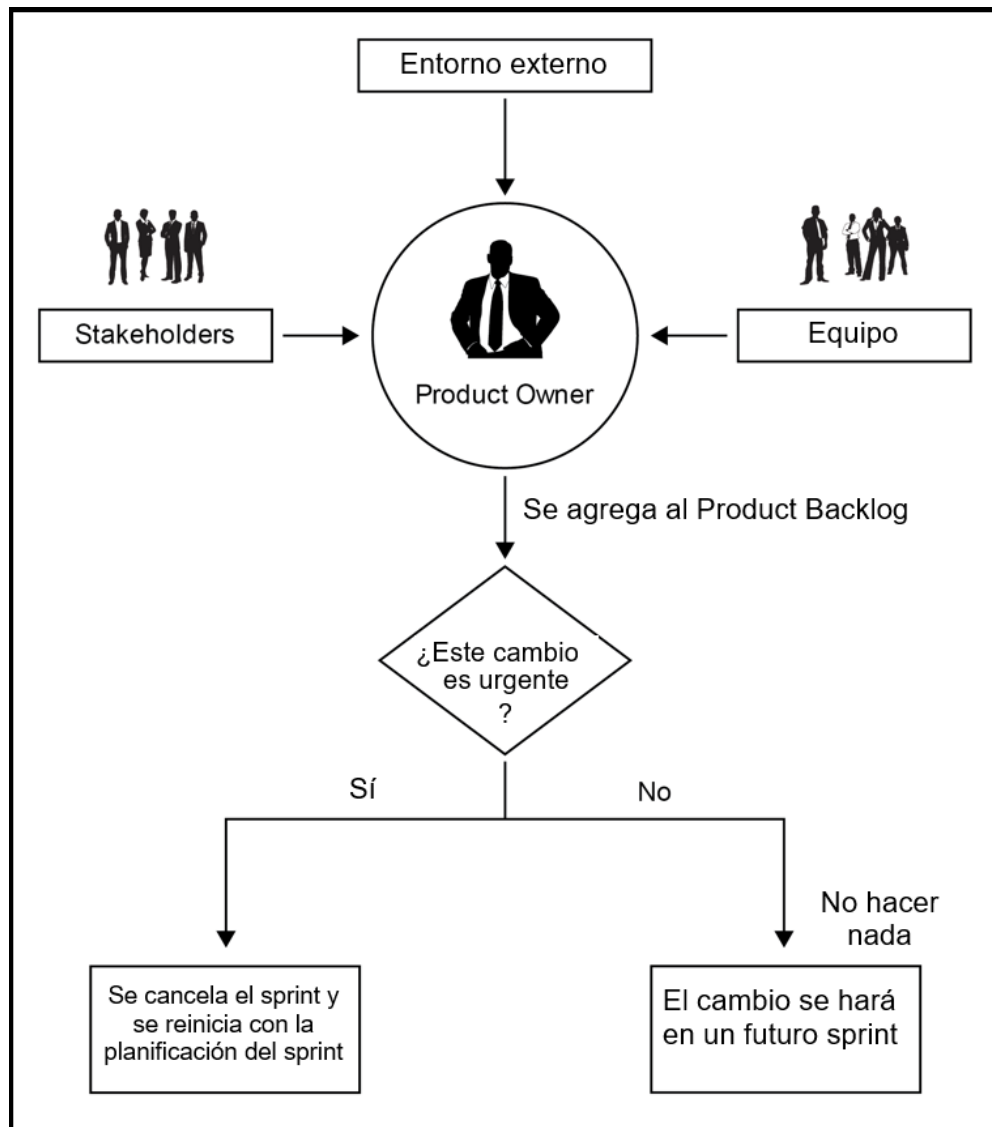 Entorno externo
Stakeholders
Product Owner
Equipo
Se agrega al Product Backlog
¿Este cambio
es urgente
?
Sí
No
No hacer
nada
Se cancela el sprint y
se reinicia con la
planificación del sprint
El cambio se hará
en un futuro sprint